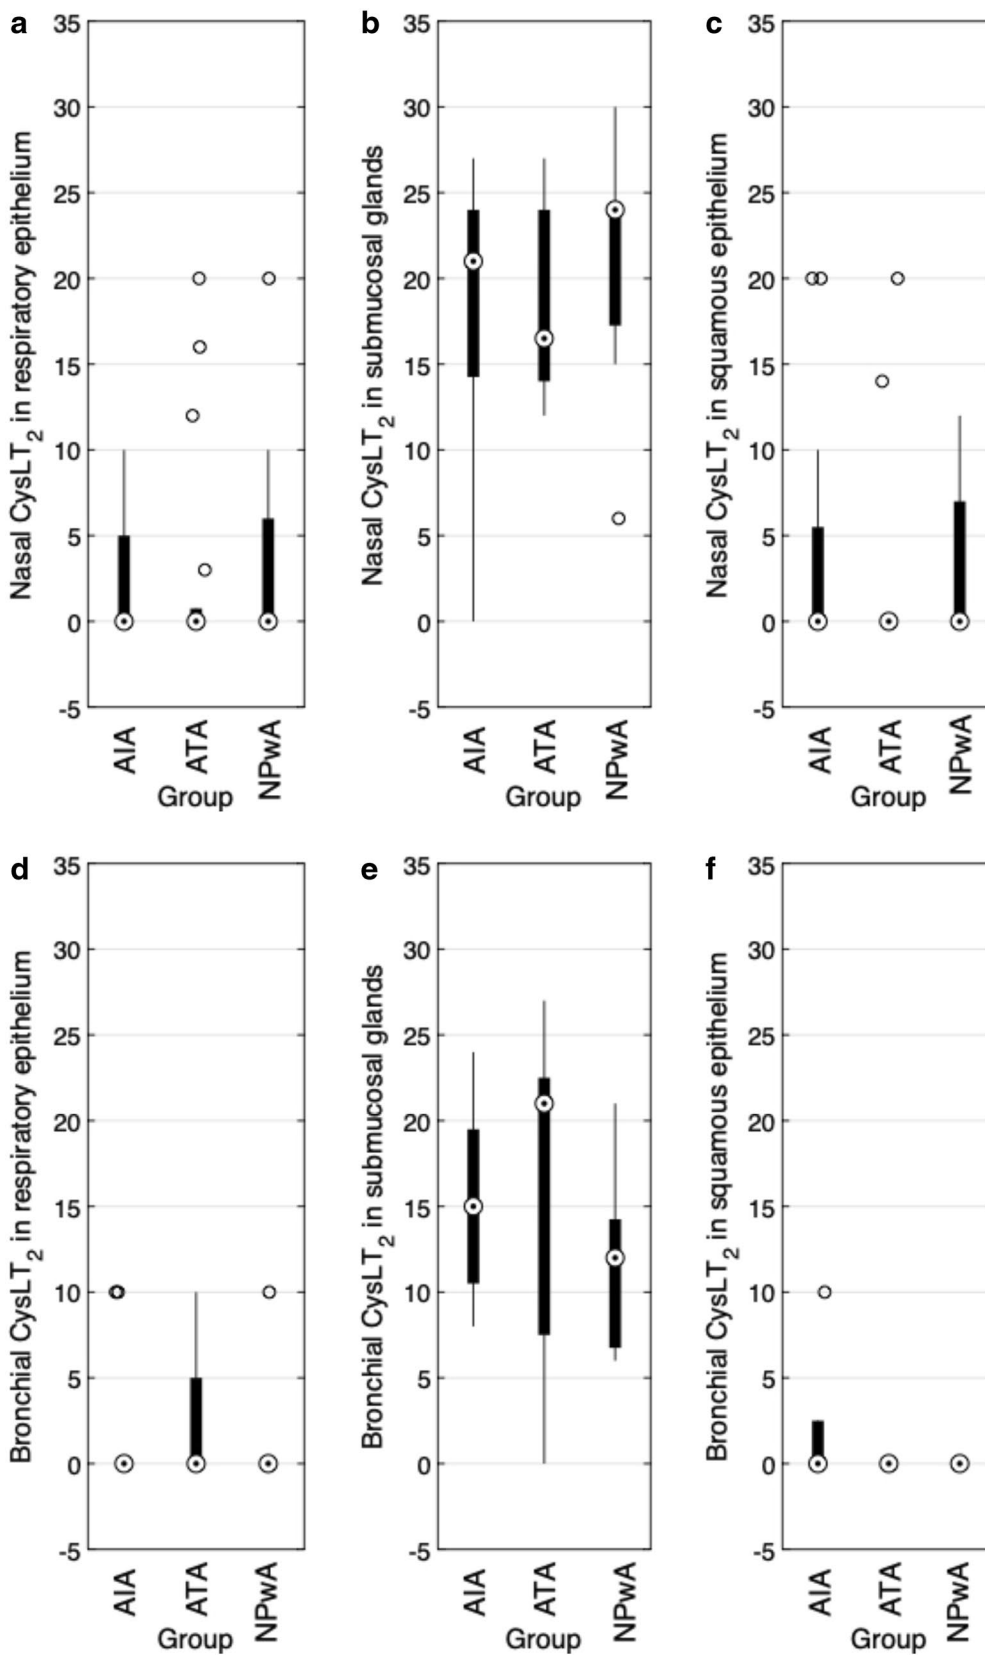 a
Nasal CysLT2 in respiratory epithelium
35
30
25
20
15
10
5
0
-5
AIA
ATA
NPwA
Group
b
Nasal CysLT2 in submucosal glands
35
30
25
20
15
10
5
0
-5
AIA
ATA
NPwA
Group
c
Nasal CysLT2 in squamous epithelium
35
30
25
20
15
10
5
0
-5
AIA
ATA
NPwA
Group
d
Bronchial CysLT2 in respiratory epithelium
35
30
25
20
15
10
5
0
-5
AIA
ATA
NPwA
Group
e
Bronchial CysLT2 in submucosal glands
35
30
25
20
15
10
5
0
-5
AIA
ATA
NPwA
Group
f
Bronchial CysLT2 in squamous epithelium
35
30
25
20
15
10
5
0
-5
AIA
ATA
NPwA
Group